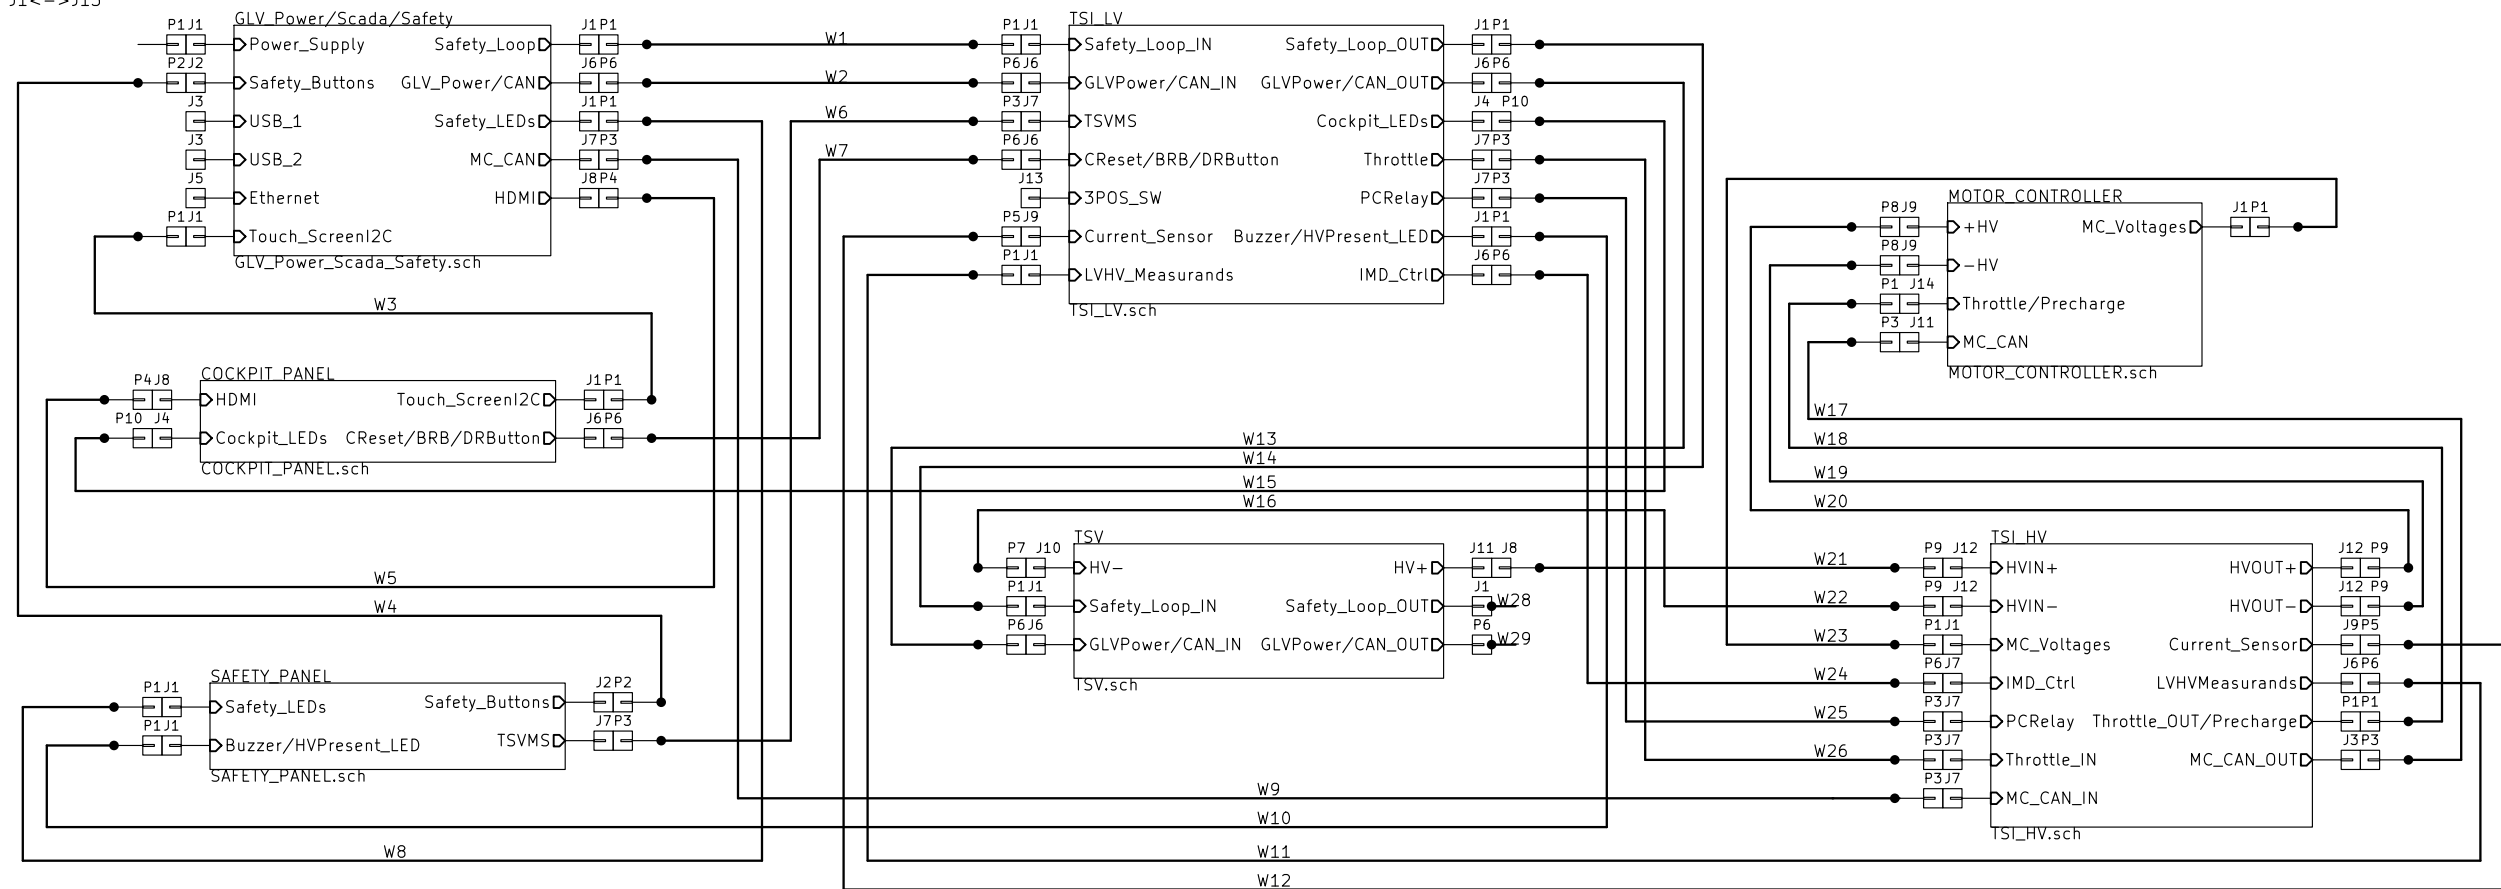 J1<->J15
GLV_Power/Scada/Safety
P1 J1 Power_Supply
P2 J2 Safety_Buttons
J3 USB_1
J3 USB_2
J5 Ethernet
P1 J1 Touch_ScreenI2C
Safety_Loop J1 P1
GLV_Power/CAN J6 P6
Safety_LEDs J1 P1
MC_CAN J7 P3
HDMI J8 P4
GLV_Power_Scada_Safety.sch
W1
W2
W6
W7
TSI_LV
P1 J1 Safety_Loop_IN
P6 J6 GLVPower/CAN_IN
P3 J7 TSVMS
P6 J6 CReset/BRB/DRButton
J13 3POS_SW
P5 J9 Current_Sensor
P1 J1 LVHV_Measurands
Safety_Loop_OUT J1 P1
GLVPower/CAN_OUT J6 P6
Cockpit_LEDs J4 P10
Throttle J7 P3
PCRelay J7 P3
Buzzer/HVPresent_LED J1 P1
IMD_Ctrl J6 P6
TSI_LV.sch
MOTOR_CONTROLLER
P8 J9 +HV
P8 J9 -HV
P1 J14 Throttle/Precharge
P3 J11 MC_CAN
MC_Voltages J1 P1
MOTOR_CONTROLLER.sch
W3
COCKPIT_PANEL
P4 J8 HDMI
P10 J4 Cockpit_LEDs
Touch_ScreenI2C J1 P1
CReset/BRB/DRButton J6 P6
COCKPIT_PANEL.sch
W13
W14
W15
W16
W17
W18
W19
W20
W5
W4
TSV
P7 J10 HV-
P1 J1 Safety_Loop_IN
P6 J6 GLVPower/CAN_IN
HV+ J11 J8
Safety_Loop_OUT J1 W28
GLVPower/CAN_OUT P6 W29
TSV.sch
W21
W22
W23
W24
W25
W26
TSI_HV
P9 J12 HVIN+
P9 J12 HVIN-
P1 J1 MC_Voltages
P6 J7 IMD_Ctrl
P3 J7 PCRelay
P3 J7 Throttle_IN
P3 J7 MC_CAN_IN
HVOUT+ J12 P9
HVOUT- J12 P9
Current_Sensor J9 P5
LVHVMeasurands J6 P6
Throttle_OUT/Precharge P1 P1
MC_CAN_OUT J3 P3
TSI_HV.sch
SAFETY_PANEL
P1 J1 Safety_LEDs
P1 J1 Buzzer/HVPresent_LED
Safety_Buttons J2 P2
TSVMS J7 P3
SAFETY_PANEL.sch
W9
W10
W8
W11
W12